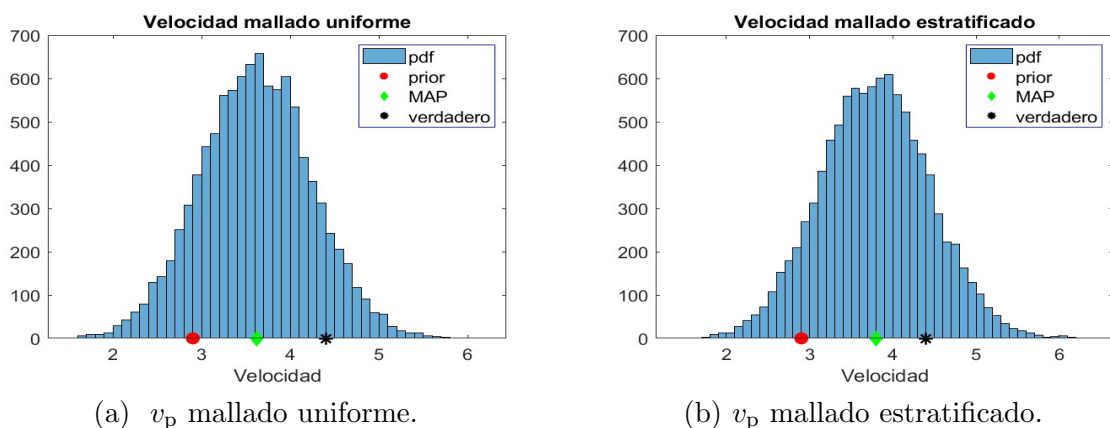 Velocidad mallado uniforme
700
600
500
400
300
200
100
0
2
3
4
5
6
Velocidad
pdf
prior
MAP
verdadero
(a) vp mallado uniforme.
Velocidad mallado estratificado
700
600
500
400
300
200
100
0
2
3
4
5
6
Velocidad
pdf
prior
MAP
verdadero
(b) vp mallado estratificado.